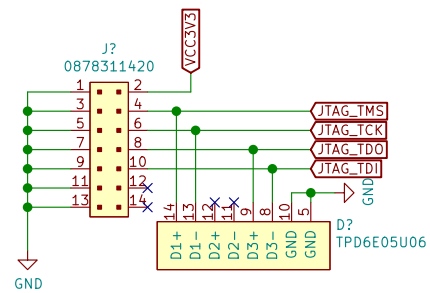 VCC3V3
J?
0878311420
1 2
3 4 JTAG_TMS
5 6 JTAG_TCK
7 8 JTAG_TDO
9 10 JTAG_TDI
11 12
13 14
14 13 12 11 9 8 10 5
GND
D1+ D1- D2+ D2- D3+ D3- GND GND
D?
TPD6E05U06
GND